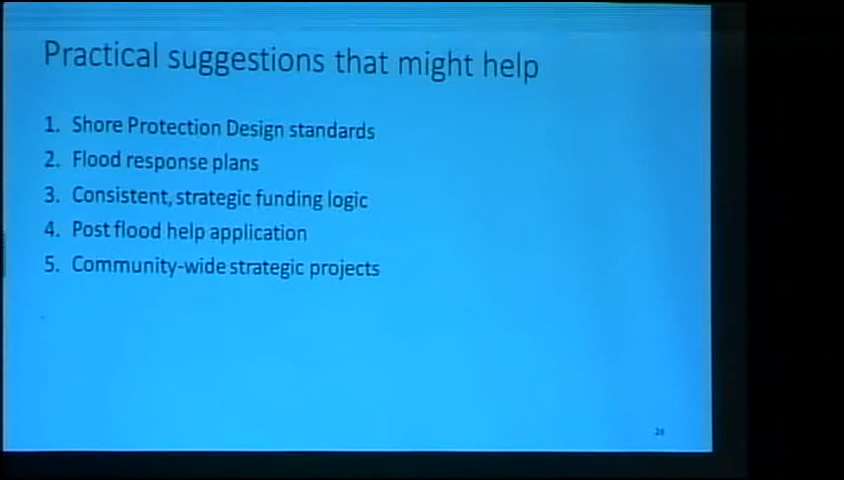 Practical suggestions that might help
1. Shore Protection Design standards
2. Flood response plans
3. Consistent, strategic funding logic
4. Post flood help application
5. Community-wide strategic projects